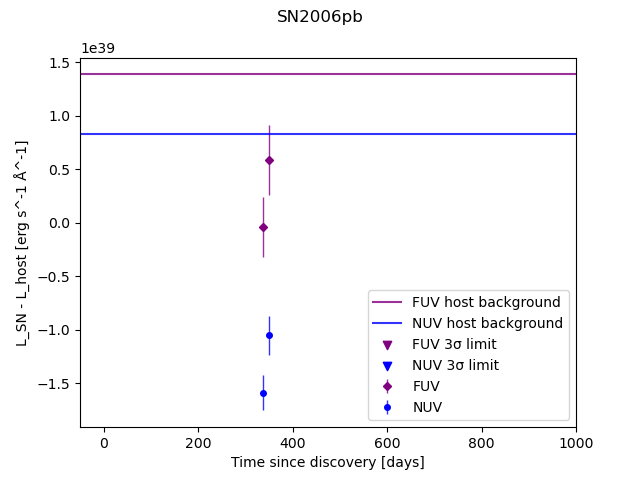 SN2006pb
1e39
1.5
1.0
0.5
0.0
−0.5
−1.0
−1.5
L_SN - L_host [erg s^-1 Å^-1]
FUV host background
NUV host background
FUV 3σ limit
NUV 3σ limit
FUV
NUV
0 200 400 600 800 1000
Time since discovery [days]